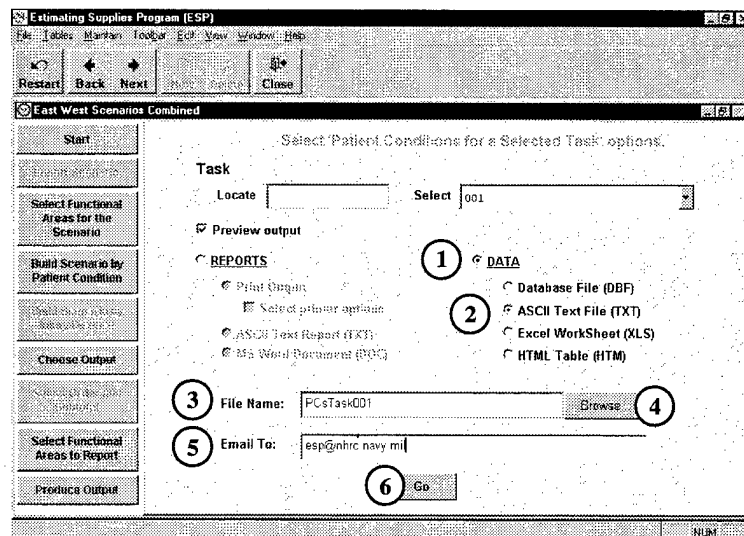 Estimating Supplies Program (ESP)
File Tables Maintain Toolbar Edit View Window Help
Restart Back Next Close
East West Scenarios Combined
Start
Select Functional Areas for the Scenario
Build Scenario by Patient Condition
Choose Output
Select Functional Areas to Report
Produce Output
Select 'Patient Conditions for a Selected Task' options.
Task
Locate Select 001
Preview output
REPORTS
Print Output
Select printer options
ASCII Text Report (TXT)
MS Word Document (DOC)
1 DATA
Database File (DBF)
2 ASCII Text File (TXT)
Excel WorkSheet (XLS)
HTML Table (HTM)
3 File Name: PCsTask001 Browse 4
5 Email To: esp@nhrc navy mil
6 Go
NUM